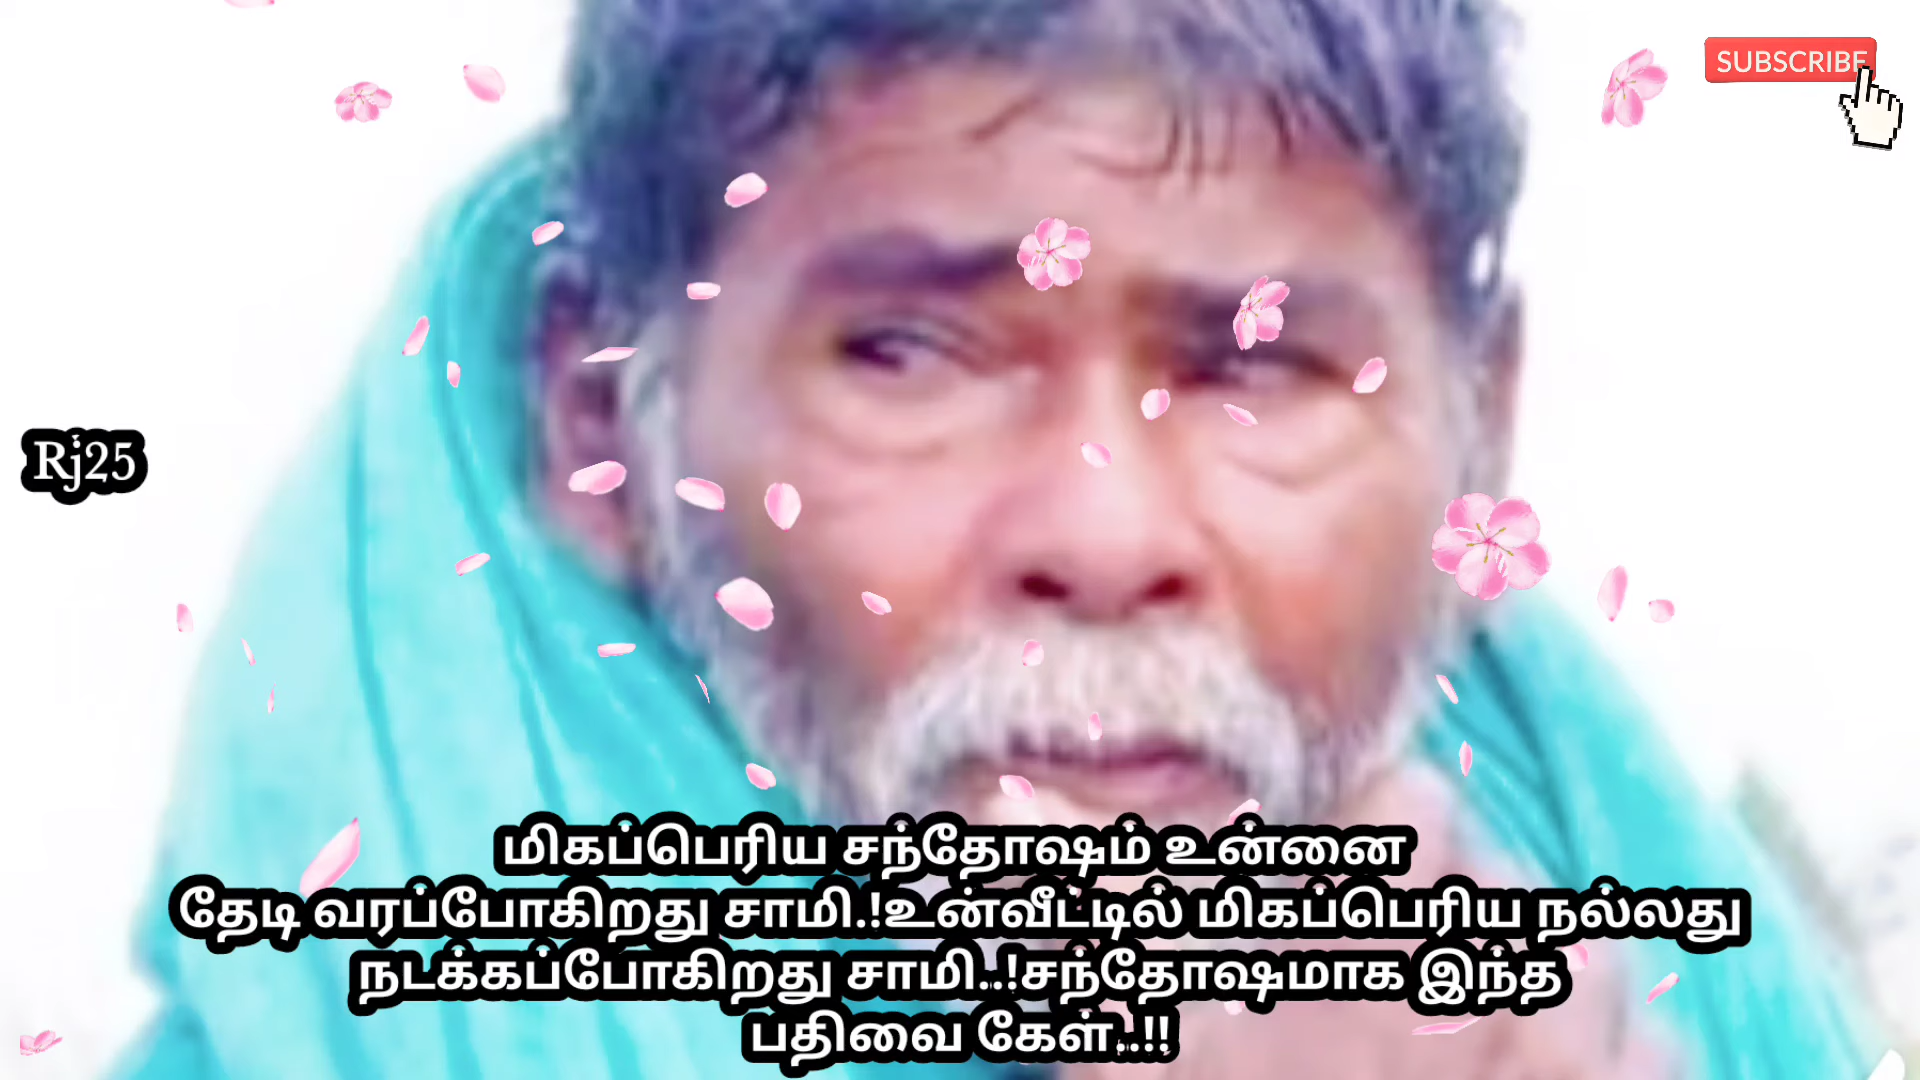 SUBSCRIBE
Rj25
மிகப்பெரிய சந்தோஷம் உன்னை
தேடி வரப்போகிறது சாமி.!உன்வீட்டில் மிகப்பெரிய நல்லது
நடக்கப்போகிறது சாமி..!சந்தோஷமாக இந்த
பதிவை கேள்..!!